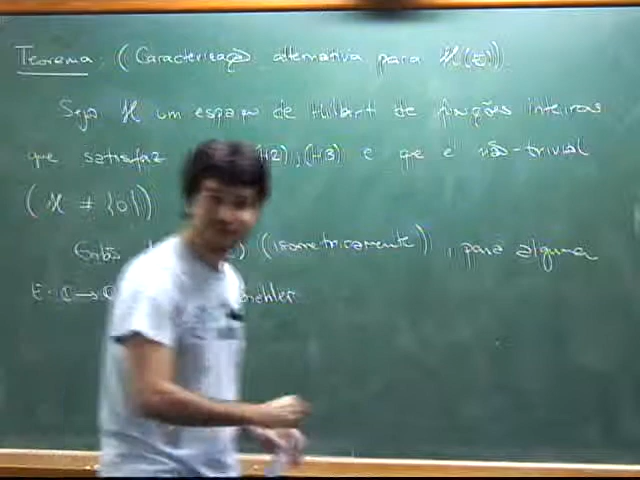 Teorema: (Caracterização alternativa para H(E))
Seja H um espaço de Hilbert de funções inteiras
que satisfaz H2), (H3) e que é não-trivial
(H ≠ {0})
Então (isometricamente), para alguma
E: ℂ →